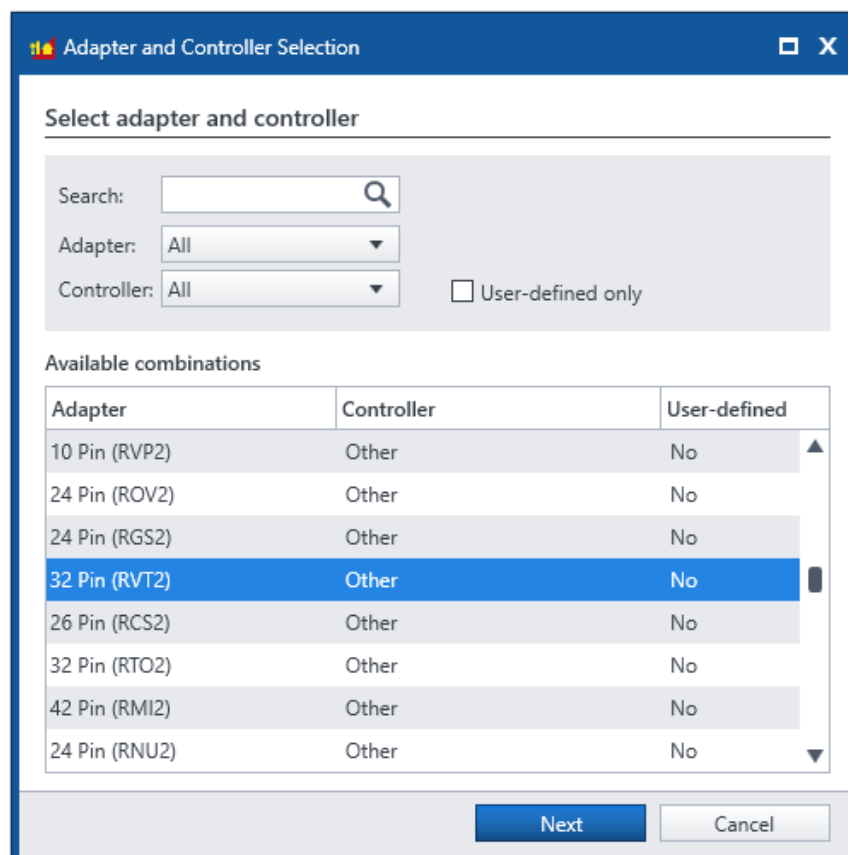 Adapter and Controller Selection
Select adapter and controller
Search:
Adapter: All
Controller: All User-defined only
Available combinations
Adapter Controller User-defined
10 Pin (RVP2) Other No
24 Pin (ROV2) Other No
24 Pin (RGS2) Other No
32 Pin (RVT2) Other No
26 Pin (RCS2) Other No
32 Pin (RTO2) Other No
42 Pin (RMI2) Other No
24 Pin (RNU2) Other No
Next Cancel